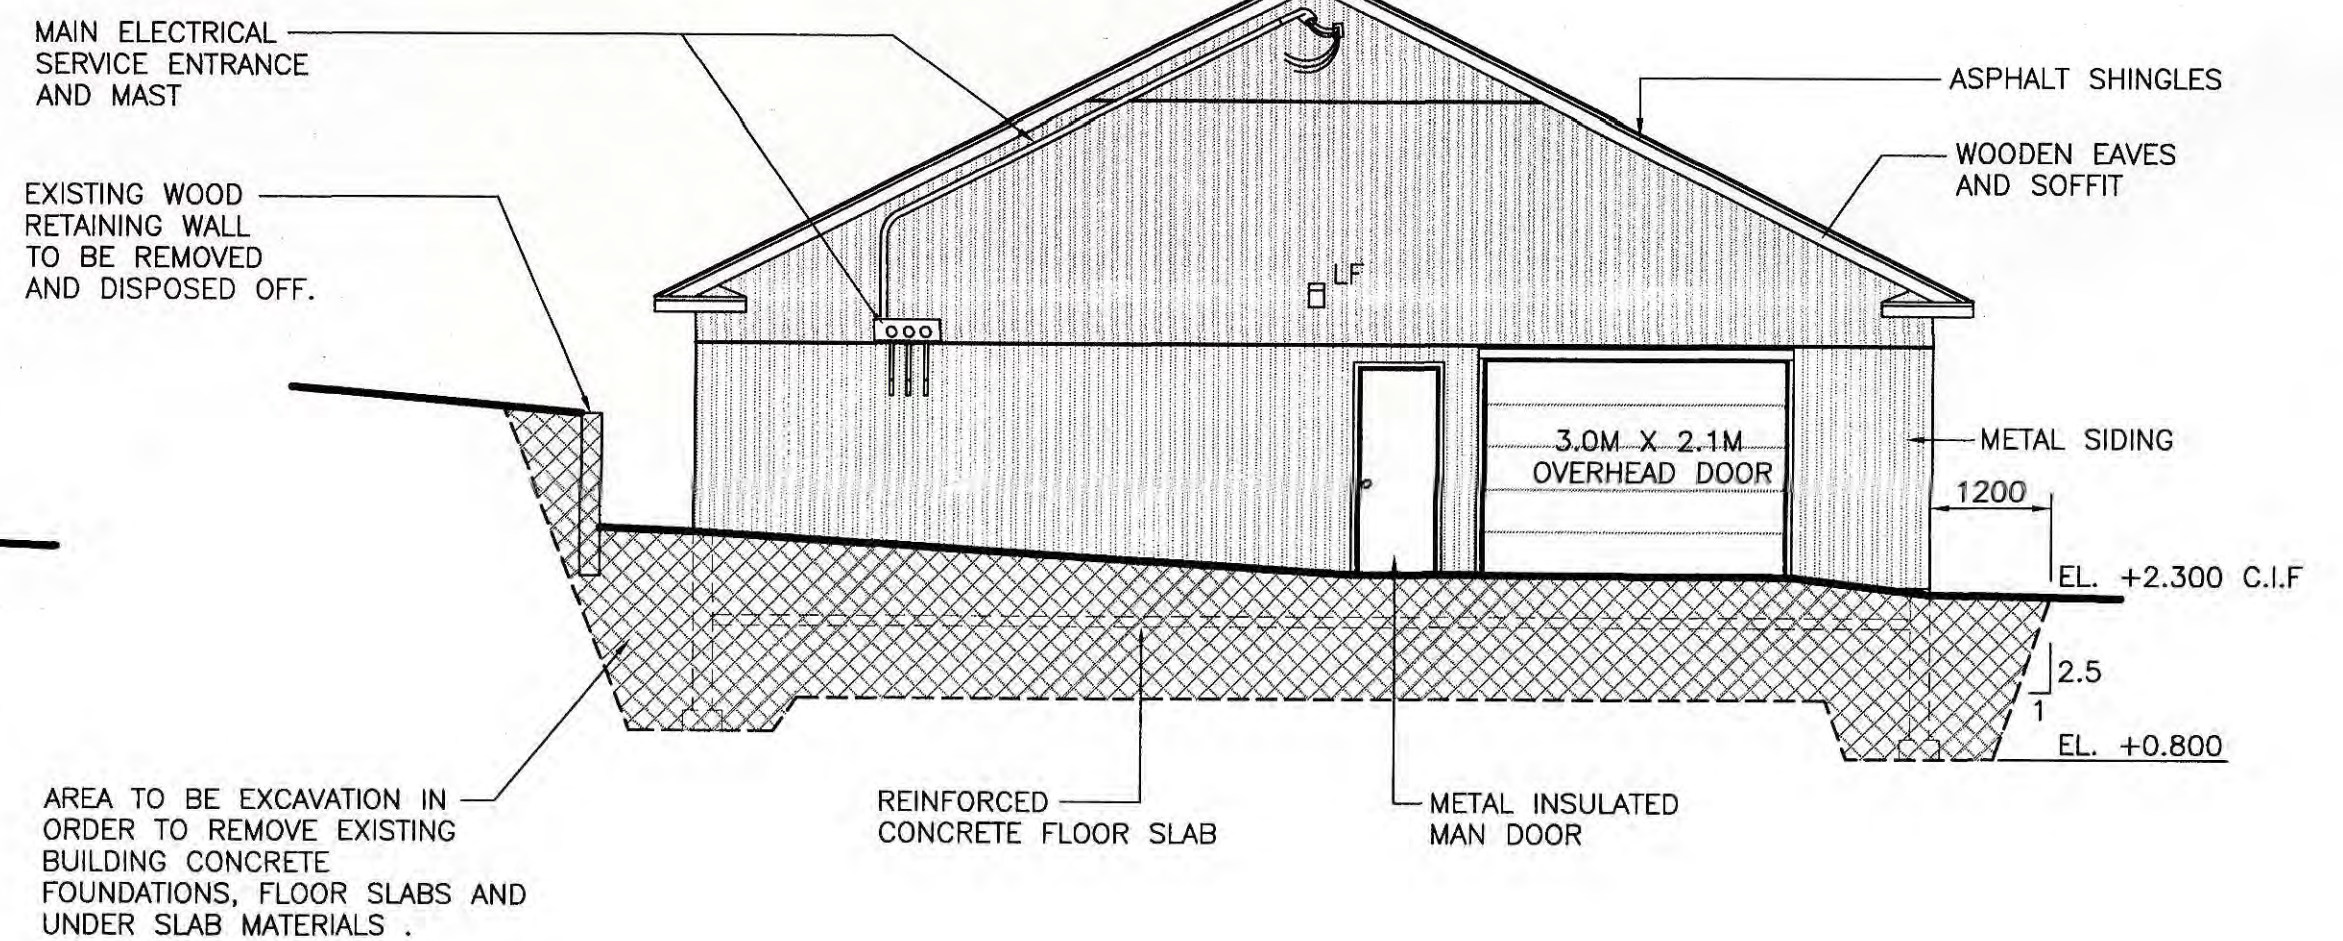 MAIN ELECTRICAL
SERVICE ENTRANCE
AND MAST
ASPHALT SHINGLES
WOODEN EAVES
AND SOFFIT
EXISTING WOOD
RETAINING WALL
TO BE REMOVED
AND DISPOSED OFF.
LF
3.0M X 2.1M
OVERHEAD DOOR
METAL SIDING
1200
EL. +2.300 C.I.F
2.5
1
EL. +0.800
AREA TO BE EXCAVATION IN
ORDER TO REMOVE EXISTING
BUILDING CONCRETE
FOUNDATIONS, FLOOR SLABS AND
UNDER SLAB MATERIALS .
REINFORCED
CONCRETE FLOOR SLAB
METAL INSULATED
MAN DOOR